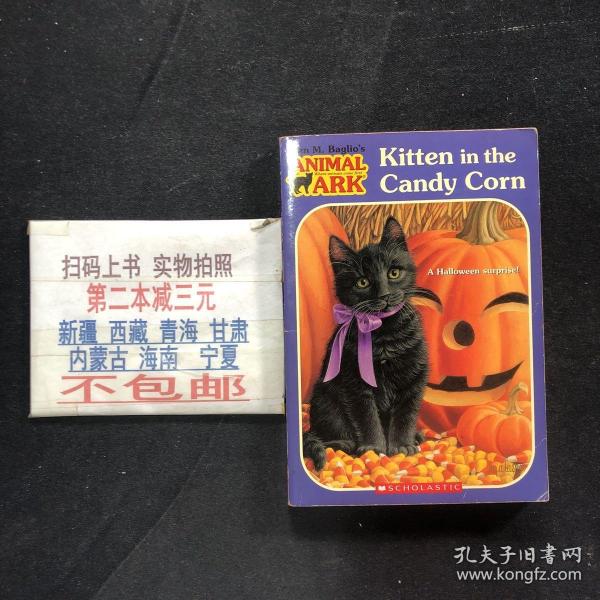 扫码上书 实物拍照
第二本减三元
新疆 西藏 青海 甘肃
内蒙古 海南 宁夏
不包邮
M. Baglio's
ANIMAL
ARK
Kitten in the
Candy Corn
A Halloween surprise!
SCHOLASTIC
孔夫子旧书网
www.kongfz.com